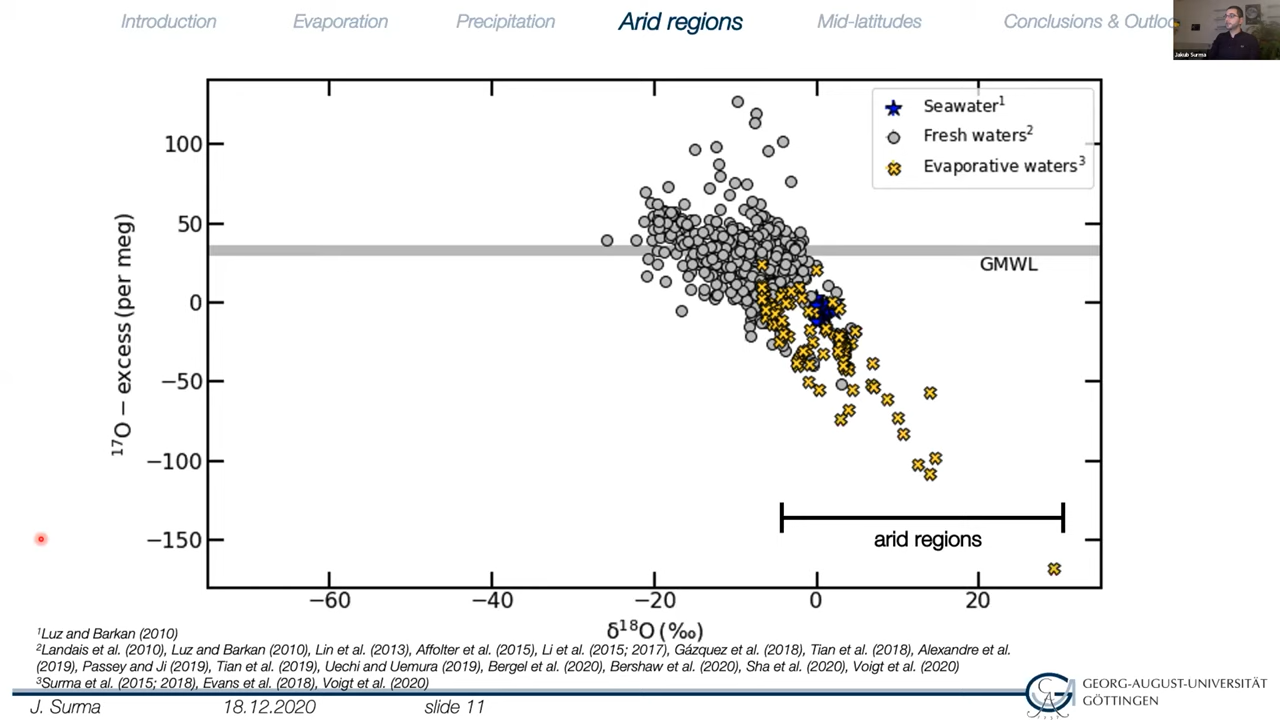 Introduction Evaporation Precipitation Arid regions Mid-latitudes Conclusions & Outloo
Jakub Surma
Seawater1
Fresh waters2
Evaporative waters3
100
50
0
−50
−100
−150
17O − excess (per meg)
GMWL
arid regions
−60 −40 −20 0 20
δ18O (‰)
1Luz and Barkan (2010)
2Landais et al. (2010), Luz and Barkan (2010), Lin et al. (2013), Affolter et al. (2015), Li et al. (2015; 2017), Gázquez et al. (2018), Tian et al. (2018), Alexandre et al.
(2019), Passey and Ji (2019), Tian et al. (2019), Uechi and Uemura (2019), Bergel et al. (2020), Bershaw et al. (2020), Sha et al. (2020), Voigt et al. (2020)
3Surma et al. (2015; 2018), Evans et al. (2018), Voigt et al. (2020)
J. Surma 18.12.2020 slide 11
GEORG-AUGUST-UNIVERSITÄT
GÖTTINGEN